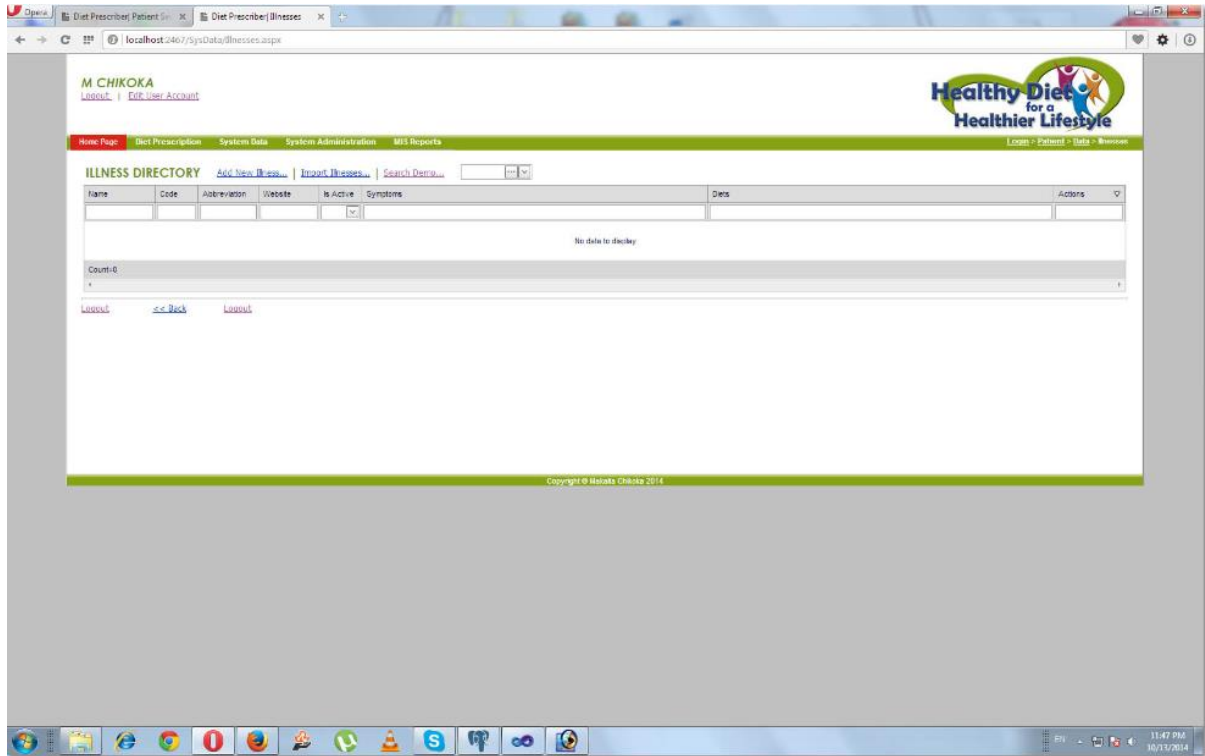 Opera Diet Prescriber| Patient Diet Prescriber| Illnesses
localhost:2467/SysData/Illnesses.aspx
M CHIKOKA
Logout | Edit User Account
Healthy Diet
for a
Healthier Lifestyle
Home Page Diet Prescription System Data System Administration MIS Reports Login > Patient > Data > Illnesses
ILLNESS DIRECTORY Add New Illness... | Import Illnesses... | Search Demo...
Name Code Abbreviation Website Is Active Symptoms Diets Actions
No data to display
Count=0
Logout << Back Logout
Copyright © Chikoka 2014
EN 11:47 PM
10/13/2014